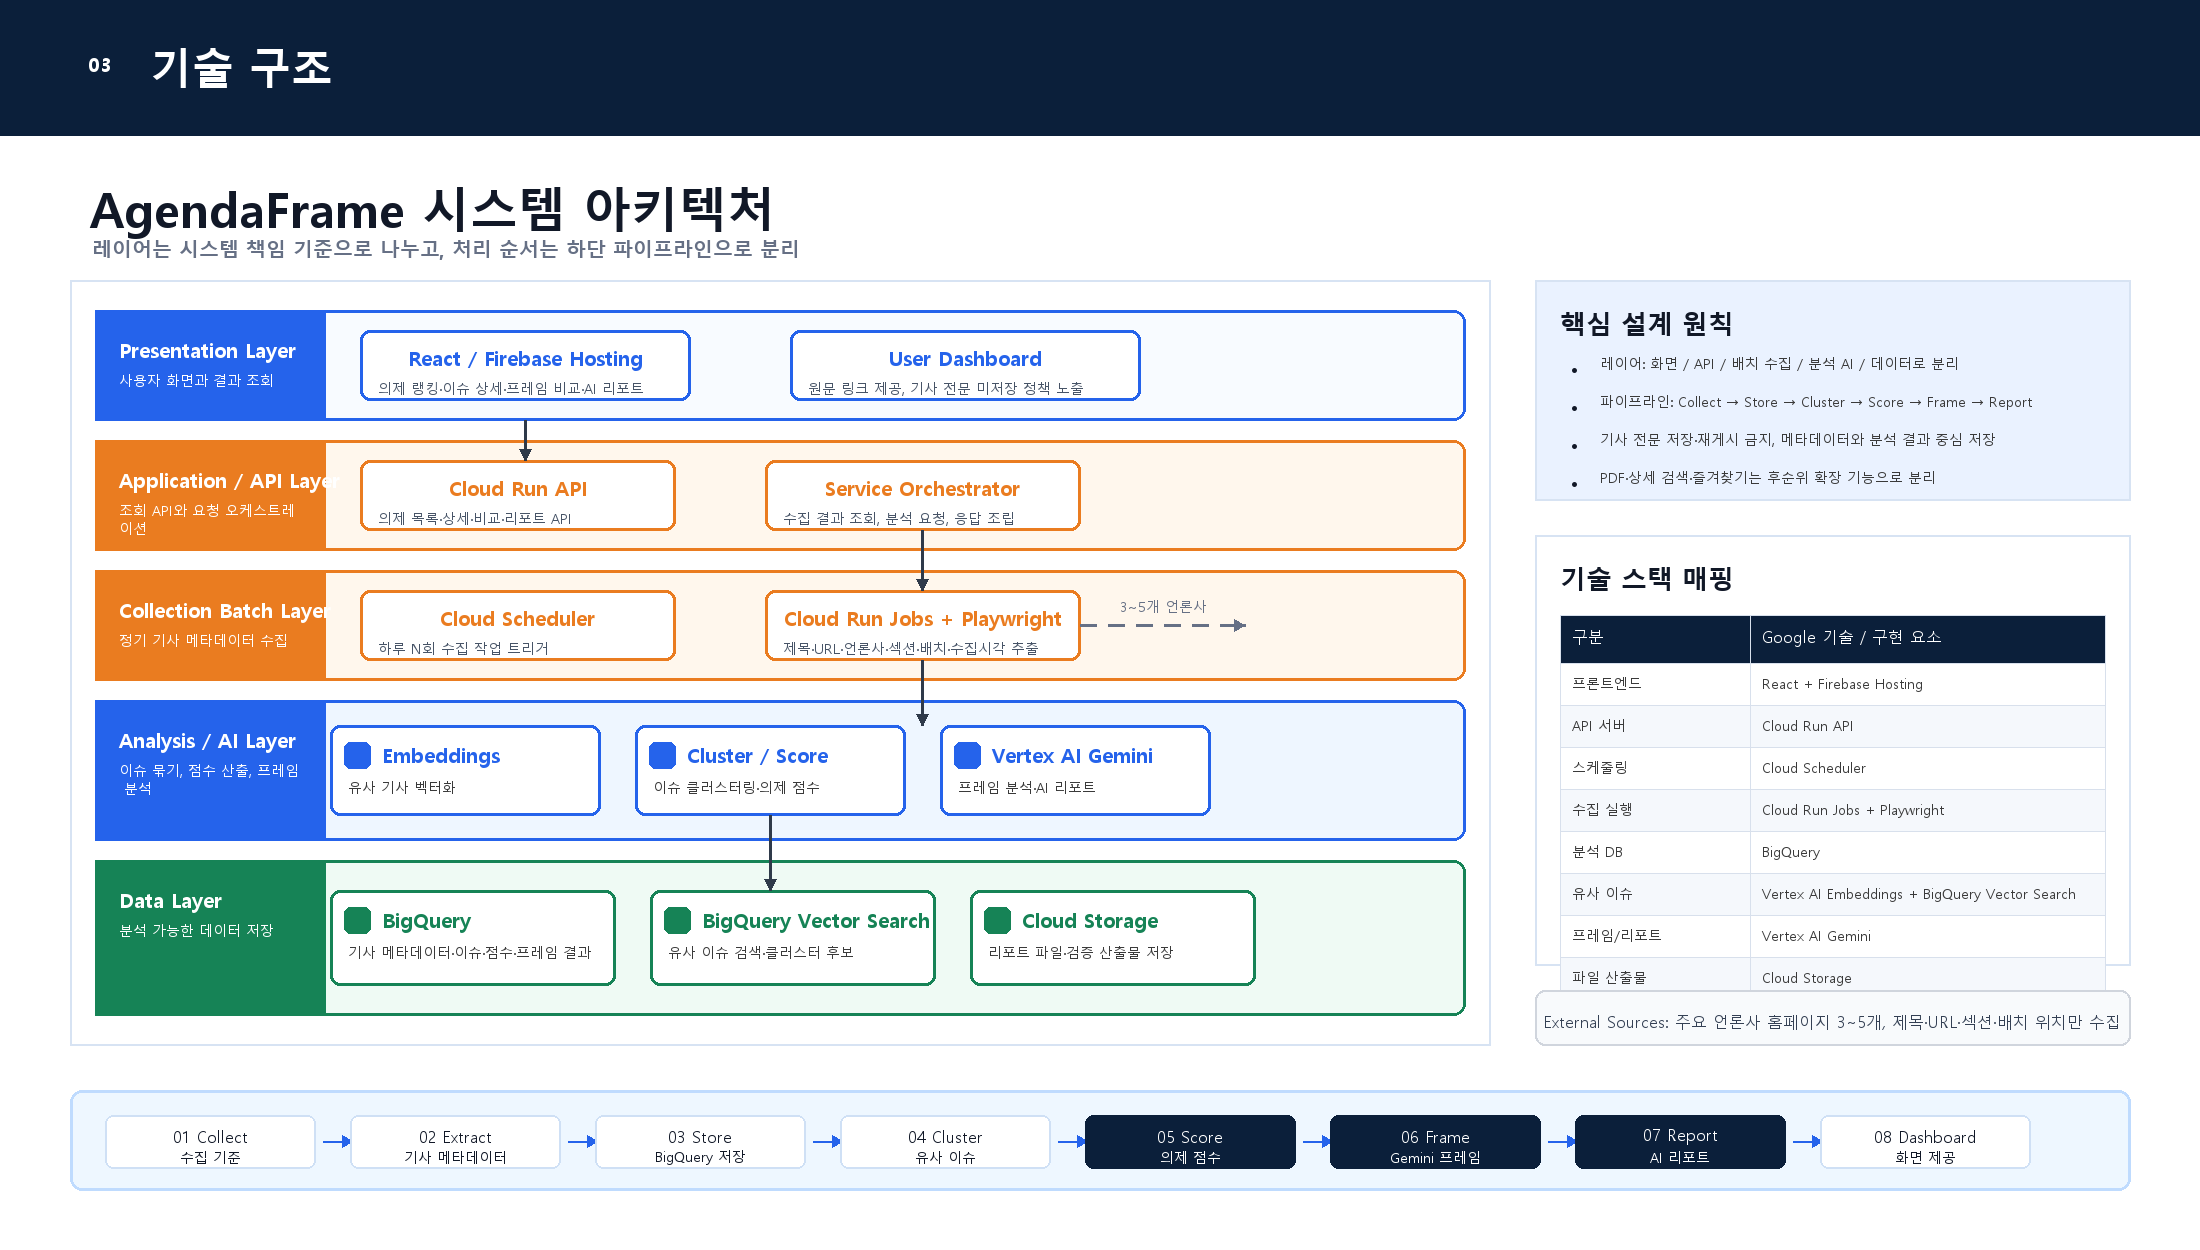 03 기술 구조
AgendaFrame 시스템 아키텍처
레이어는 시스템 책임 기준으로 나누고, 처리 순서는 하단 파이프라인으로 분리
Presentation Layer
사용자 화면과 결과 조회
React / Firebase Hosting
의제 랭킹·이슈 상세·프레임 비교·AI 리포트
User Dashboard
원문 링크 제공, 기사 전문 미저장 정책 노출
Application / API Layer
조회 API와 요청 오케스트레
이션
Cloud Run API
의제 목록·상세·비교·리포트 API
Service Orchestrator
수집 결과 조회, 분석 요청, 응답 조립
Collection Batch Layer
정기 기사 메타데이터 수집
Cloud Scheduler
하루 N회 수집 작업 트리거
Cloud Run Jobs + Playwright
제목·URL·언론사·섹션·배치·수집시각 추출
3~5개 언론사
Analysis / AI Layer
이슈 묶기, 점수 산출, 프레임
분석
Embeddings
유사 기사 벡터화
Cluster / Score
이슈 클러스터링·의제 점수
Vertex AI Gemini
프레임 분석·AI 리포트
Data Layer
분석 가능한 데이터 저장
BigQuery
기사 메타데이터·이슈·점수·프레임 결과
BigQuery Vector Search
유사 이슈 검색·클러스터 후보
Cloud Storage
리포트 파일·검증 산출물 저장
핵심 설계 원칙
• 레이어: 화면 / API / 배치 수집 / 분석 AI / 데이터로 분리
• 파이프라인: Collect → Store → Cluster → Score → Frame → Report
• 기사 전문 저장·재게시 금지, 메타데이터와 분석 결과 중심 저장
• PDF·상세 검색·즐겨찾기는 후순위 확장 기능으로 분리
기술 스택 매핑
구분 Google 기술 / 구현 요소
프론트엔드 React + Firebase Hosting
API 서버 Cloud Run API
스케줄링 Cloud Scheduler
수집 실행 Cloud Run Jobs + Playwright
분석 DB BigQuery
유사 이슈 Vertex AI Embeddings + BigQuery Vector Search
프레임/리포트 Vertex AI Gemini
파일 산출물 Cloud Storage
External Sources: 주요 언론사 홈페이지 3~5개, 제목·URL·섹션·배치 위치만 수집
01 Collect
수집 기준
02 Extract
기사 메타데이터
03 Store
BigQuery 저장
04 Cluster
유사 이슈
05 Score
의제 점수
06 Frame
Gemini 프레임
07 Report
AI 리포트
08 Dashboard
화면 제공